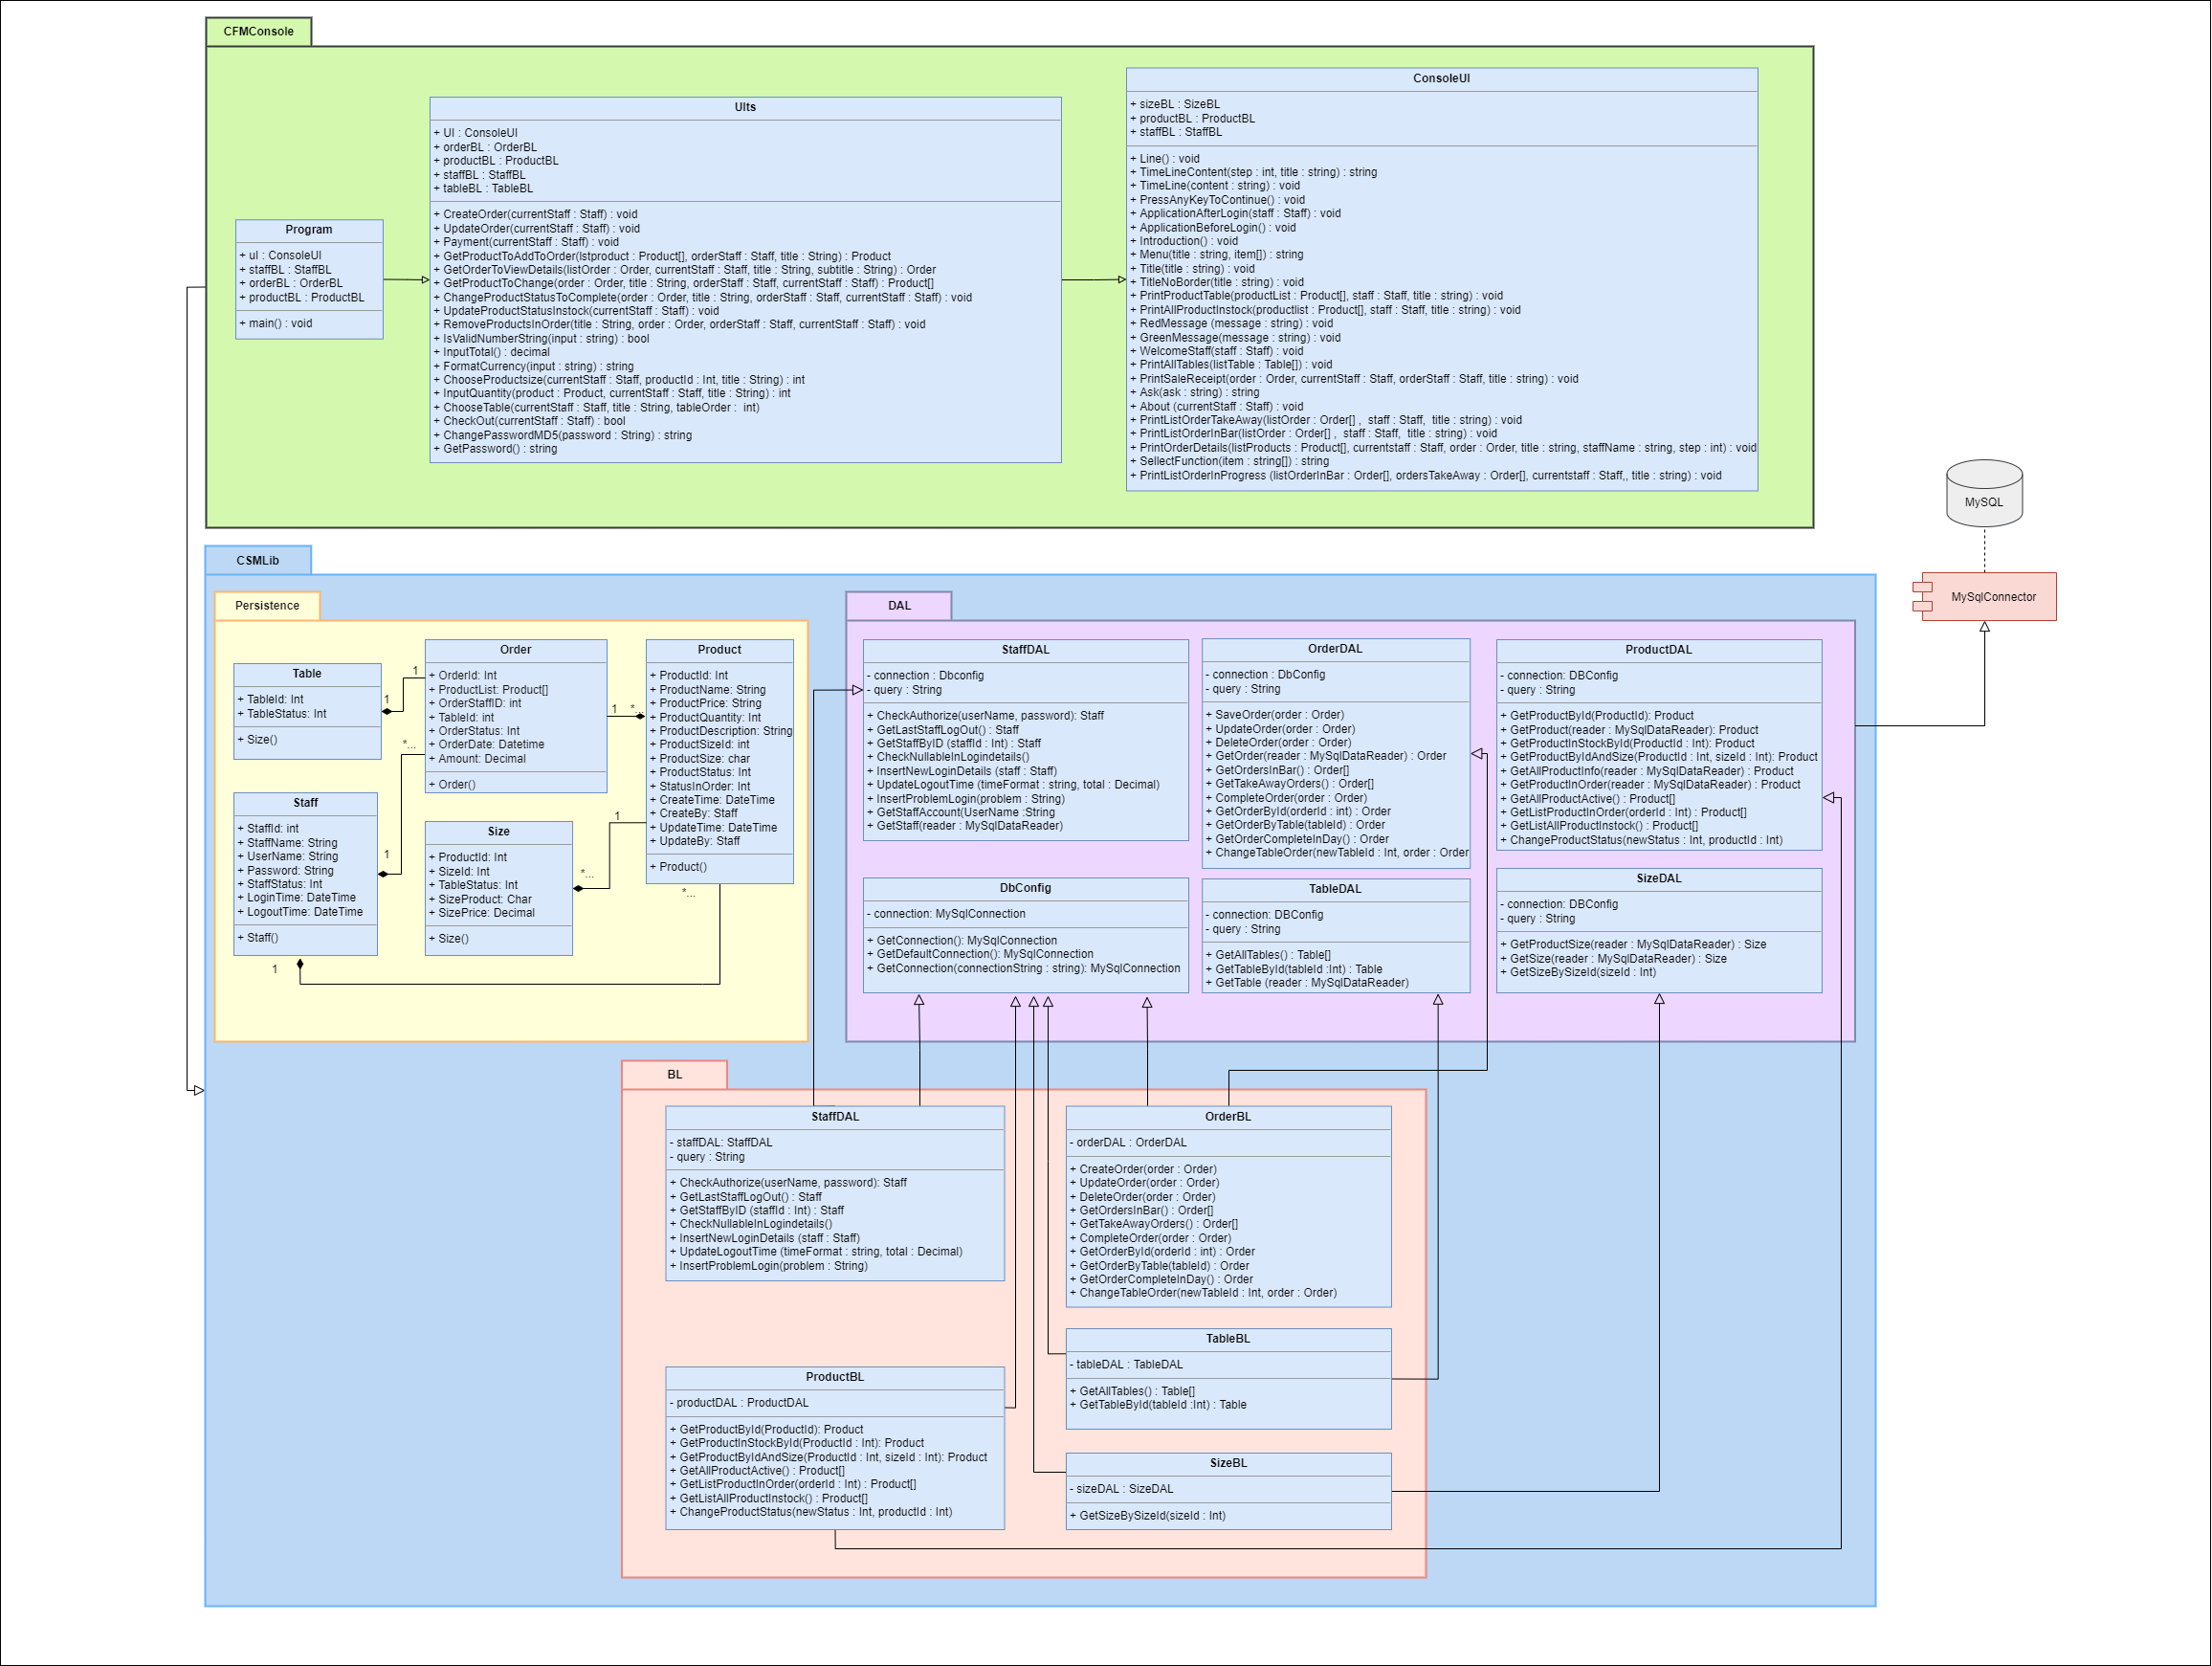 CFMConsole
Program
+ ui : ConsoleUI
+ staffBL : StaffBL
+ orderBL : OrderBL
+ productBL : ProductBL
+ main() : void
UIts
+ UI : ConsoleUI
+ orderBL : OrderBL
+ productBL : ProductBL
+ staffBL : StaffBL
+ tableBL : TableBL
+ CreateOrder(currentStaff : Staff) : void
+ UpdateOrder(currentStaff : Staff) : void
+ Payment(currentStaff : Staff) : void
+ GetProductToAddToOrder(lstproduct : Product[], orderStaff : Staff, title : String) : Product
+ GetOrderToViewDetails(listOrder : Order, currentStaff : Staff, title : String, subtitle : String) : Order
+ GetProductToChange(order : Order, title : String, orderStaff : Staff, currentStaff : Staff) : Product[]
+ ChangeProductStatusToComplete(order : Order, title : String, orderStaff : Staff, currentStaff : Staff) : void
+ UpdateProductStatusInstock(currentStaff : Staff) : void
+ RemoveProductsInOrder(title : String, order : Order, orderStaff : Staff, currentStaff : Staff) : void
+ IsValidNumberString(input : string) : bool
+ InputTotal() : decimal
+ FormatCurrency(input : string) : string
+ ChooseProductsize(currentStaff : Staff, productId : Int, title : String) : int
+ InputQuantity(product : Product, currentStaff : Staff, title : String) : int
+ ChooseTable(currentStaff : Staff, title : String, tableOrder :  int)
+ CheckOut(currentStaff : Staff) : bool
+ ChangePasswordMD5(password : String) : string
+ GetPassword() : string
ConsoleUI
+ sizeBL : SizeBL
+ productBL : ProductBL
+ staffBL : StaffBL
+ Line() : void
+ TimeLineContent(step : int, title : string) : string
+ TimeLine(content : string) : void
+ PressAnyKeyToContinue() : void
+ ApplicationAfterLogin(staff : Staff) : void
+ ApplicationBeforeLogin() : void
+ Introduction() : void
+ Menu(title : string, item[]) : string
+ Title(title : string) : void
+ TitleNoBorder(title : string) : void
+ PrintProductTable(productList : Product[], staff : Staff, title : string) : void
+ PrintAllProductInstock(productlist : Product[], staff : Staff, title : string) : void
+ RedMessage (message : string) : void
+ GreenMessage(message : string) : void
+ WelcomeStaff(staff : Staff) : void
+ PrintAllTables(listTable : Table[]) : void
+ PrintSaleReceipt(order : Order, currentStaff : Staff, orderStaff : Staff, title : string) : void
+ Ask(ask : string) : string
+ About (currentStaff : Staff) : void
+ PrintListOrderTakeAway(listOrder : Order[] ,  staff : Staff,  title : string) : void
+ PrintListOrderInBar(listOrder : Order[] ,  staff : Staff,  title : string) : void
+ PrintOrderDetails(listProducts : Product[], currentstaff : Staff, order : Order, title : string, staffName : string, step : int) : void
+ SellectFunction(item : string[]) : string
+ PrintListOrderInProgress (listOrderInBar : Order[], ordersTakeAway : Order[], currentstaff : Staff,, title : string) : void
MySQL
MySqlConnector
CSMLib
Persistence
Table
+ TableId: Int
+ TableStatus: Int
+ Size()
1
1
Order
+ OrderId: Int
+ ProductList: Product[]
+ OrderStaffID: int
+ TableId: int
+ OrderStatus: Int
+ OrderDate: Datetime
+ Amount: Decimal
+ Order()
1
*...
Product
+ ProductId: Int
+ ProductName: String
+ ProductPrice: String
+ ProductQuantity: Int
+ ProductDescription: String
+ ProductSizeId: int
+ ProductSize: char
+ ProductStatus: Int
+ StatusInOrder: Int
+ CreateTime: DateTime
+ CreateBy: Staff
+ UpdateTime: DateTime
+ UpdateBy: Staff
+ Product()
*...
Staff
+ StaffId: int
+ StaffName: String
+ UserName: String
+ Password: String
+ StaffStatus: Int
+ LoginTime: DateTime
+ LogoutTime: DateTime
+ Staff()
1
*...
1
Size
+ ProductId: Int
+ SizeId: Int
+ TableStatus: Int
+ SizeProduct: Char
+ SizePrice: Decimal
+ Size()
1
*...
DAL
StaffDAL
- connection : Dbconfig
- query : String
+ CheckAuthorize(userName, password): Staff
+ GetLastStaffLogOut() : Staff
+ GetStaffByID (staffId : Int) : Staff
+ CheckNullableInLogindetails()
+ InsertNewLoginDetails (staff : Staff)
+ UpdateLogoutTime (timeFormat : string, total : Decimal)
+ InsertProblemLogin(problem : String)
+ GetStaffAccount(UserName :String
+ GetStaff(reader : MySqlDataReader)
OrderDAL
- connection : DbConfig
- query : String
+ SaveOrder(order : Order)
+ UpdateOrder(order : Order)
+ DeleteOrder(order : Order)
+ GetOrder(reader : MySqlDataReader) : Order
+ GetOrdersInBar() : Order[]
+ GetTakeAwayOrders() : Order[]
+ CompleteOrder(order : Order)
+ GetOrderById(orderId : int) : Order
+ GetOrderByTable(tableId) : Order
+ GetOrderCompleteInDay() : Order
+ ChangeTableOrder(newTableId : Int, order : Order
ProductDAL
- connection: DBConfig
- query : String
+ GetProductById(ProductId): Product
+ GetProduct(reader : MySqlDataReader): Product
+ GetProductInStockById(ProductId : Int): Product
+ GetProductByIdAndSize(ProductId : Int, sizeId : Int): Product
+ GetAllProductInfo(reader : MySqlDataReader) : Product
+ GetProductInOrder(reader : MySqlDataReader) : Product
+ GetAllProductActive() : Product[]
+ GetListProductInOrder(orderId : Int) : Product[]
+ GetListAllProductInstock() : Product[]
+ ChangeProductStatus(newStatus : Int, productId : Int)
DbConfig
- connection: MySqlConnection
+ GetConnection(): MySqlConnection
+ GetDefaultConnection(): MySqlConnection
+ GetConnection(connectionString : string): MySqlConnection
TableDAL
- connection: DBConfig
- query : String
+ GetAllTables() : Table[]
+ GetTableById(tableId :Int) : Table
+ GetTable (reader : MySqlDataReader)
SizeDAL
- connection: DBConfig
- query : String
+ GetProductSize(reader : MySqlDataReader) : Size
+ GetSize(reader : MySqlDataReader) : Size
+ GetSizeBySizeId(sizeId : Int)
BL
StaffDAL
- staffDAL: StaffDAL
- query : String
+ CheckAuthorize(userName, password): Staff
+ GetLastStaffLogOut() : Staff
+ GetStaffByID (staffId : Int) : Staff
+ CheckNullableInLogindetails()
+ InsertNewLoginDetails (staff : Staff)
+ UpdateLogoutTime (timeFormat : string, total : Decimal)
+ InsertProblemLogin(problem : String)
OrderBL
- orderDAL : OrderDAL
+ CreateOrder(order : Order)
+ UpdateOrder(order : Order)
+ DeleteOrder(order : Order)
+ GetOrdersInBar() : Order[]
+ GetTakeAwayOrders() : Order[]
+ CompleteOrder(order : Order)
+ GetOrderById(orderId : int) : Order
+ GetOrderByTable(tableId) : Order
+ GetOrderCompleteInDay() : Order
+ ChangeTableOrder(newTableId : Int, order : Order)
TableBL
- tableDAL : TableDAL
+ GetAllTables() : Table[]
+ GetTableById(tableId :Int) : Table
ProductBL
- productDAL : ProductDAL
+ GetProductById(ProductId): Product
+ GetProductInStockById(ProductId : Int): Product
+ GetProductByIdAndSize(ProductId : Int, sizeId : Int): Product
+ GetAllProductActive() : Product[]
+ GetListProductInOrder(orderId : Int) : Product[]
+ GetListAllProductInstock() : Product[]
+ ChangeProductStatus(newStatus : Int, productId : Int)
SizeBL
- sizeDAL : SizeDAL
+ GetSizeBySizeId(sizeId : Int)